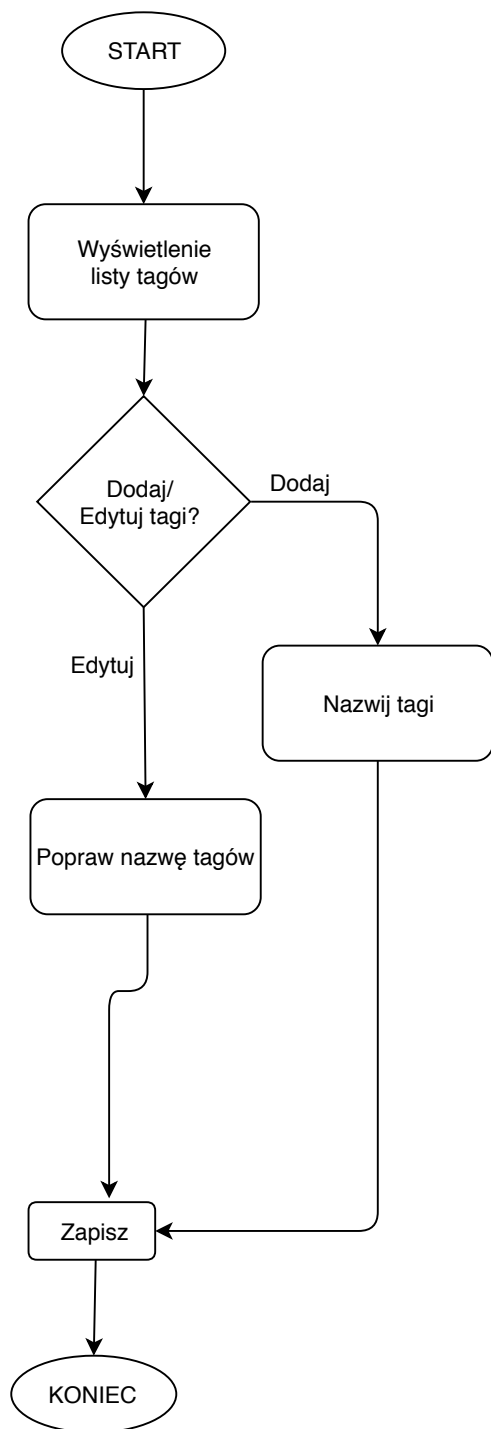 START
Wyświetlenie
listy tagów
Dodaj/
Edytuj tagi?
Dodaj
Edytuj
Nazwij tagi
Popraw nazwę tagów
Zapisz
KONIEC